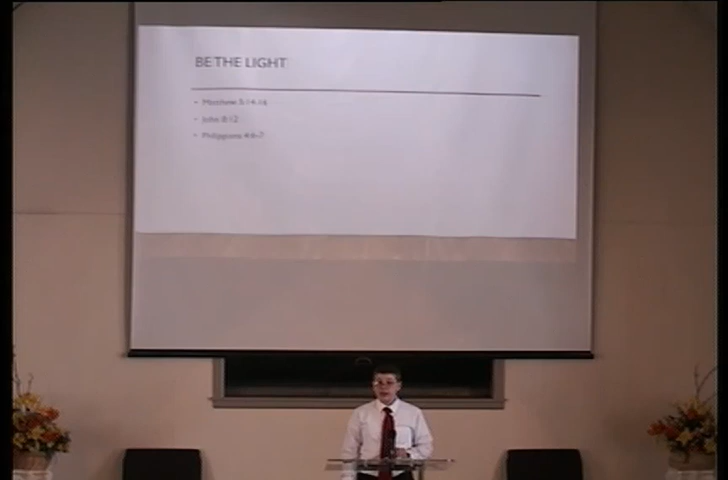 BE THE LIGHT
• Matthew 5:14-16
• John 8:12
• Philippians 4:6-7